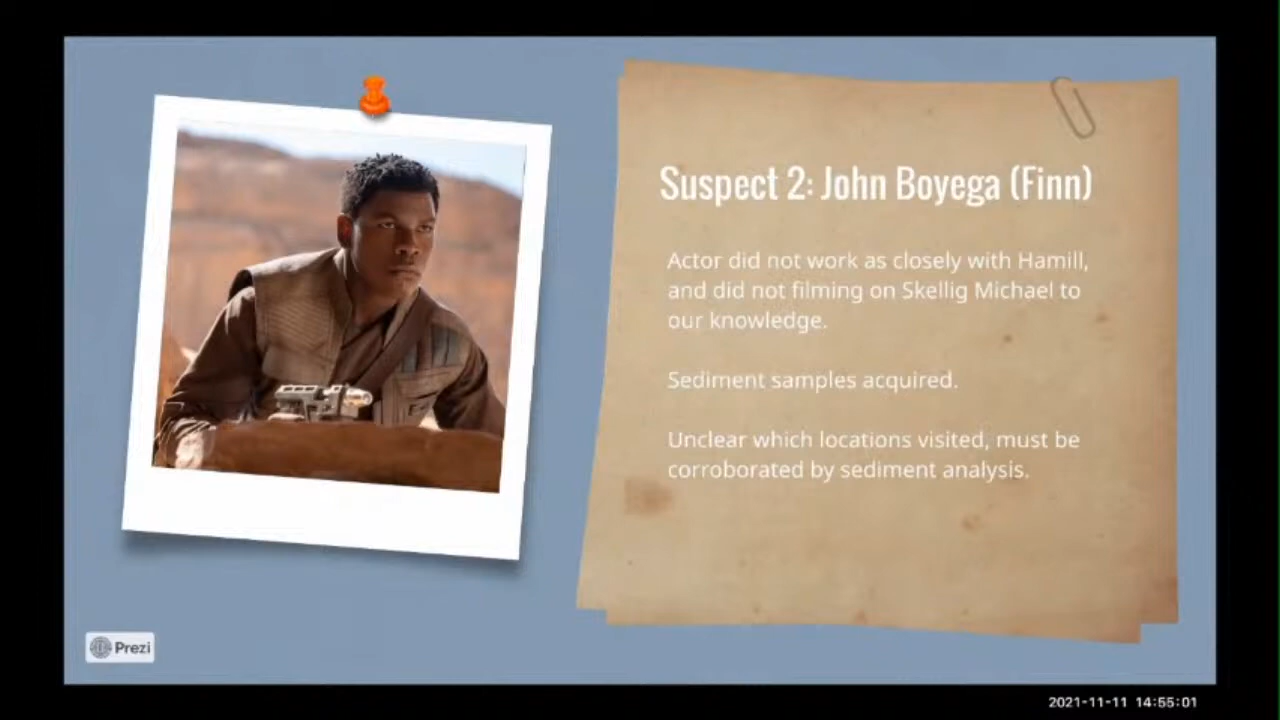 Suspect 2: John Boyega (Finn)
Actor did not work as closely with Hamill,
and did not filming on Skellig Michael to
our knowledge.
Sediment samples acquired.
Unclear which locations visited, must be
corroborated by sediment analysis.
Prezi
2021-11-11 14:55:01